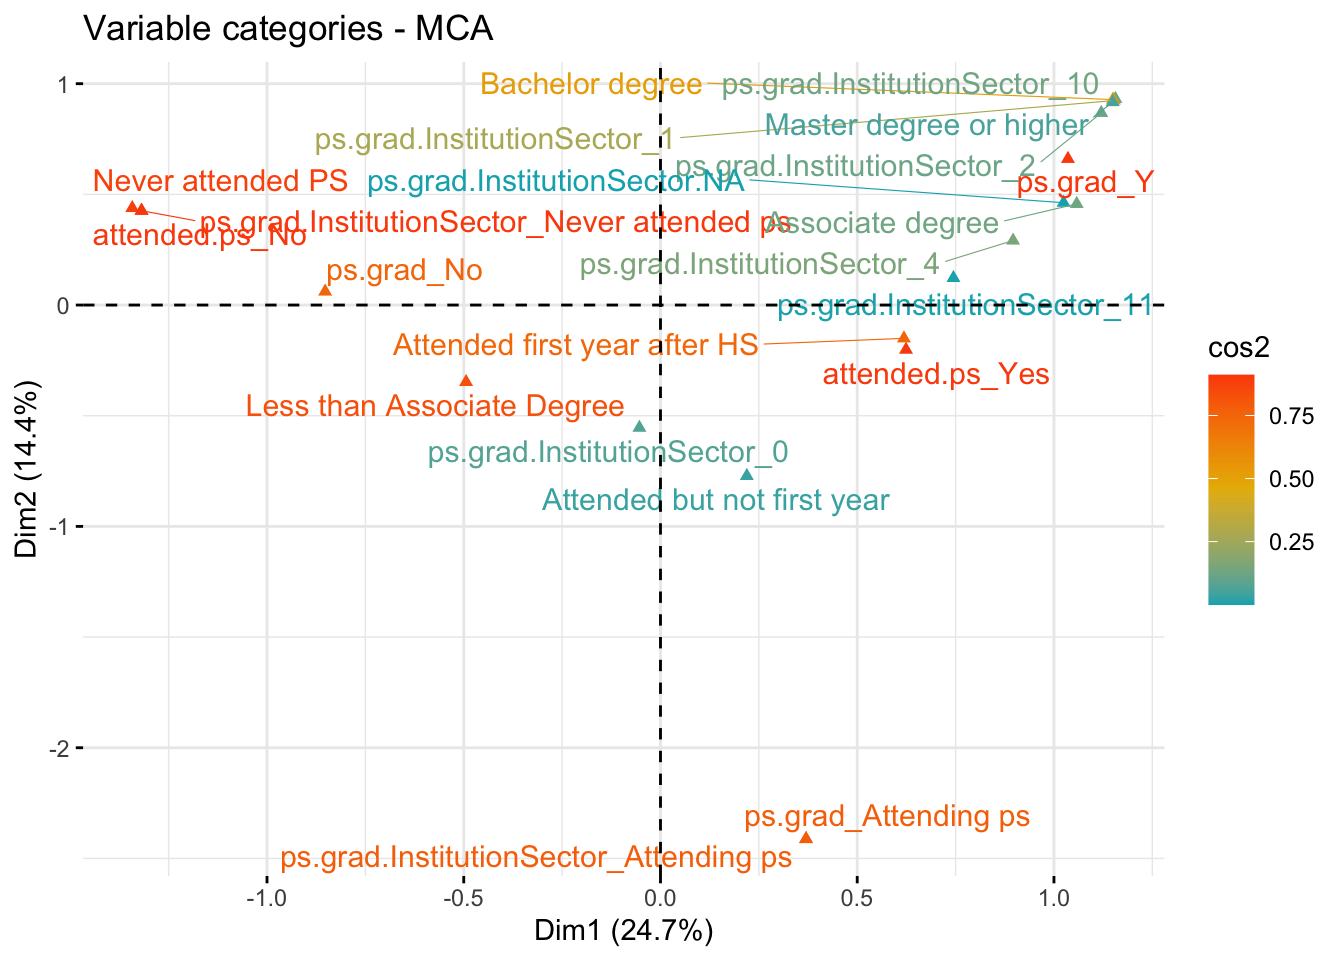 Variable categories - MCA
1
Bachelor degree
ps.grad.InstitutionSector_10
Master degree or higher
ps.grad.InstitutionSector_1
ps.grad.InstitutionSector_2
Never attended PS
ps.grad.InstitutionSector.NA
ps.grad_Y
ps.grad.InstitutionSector_Never attended ps
Associate degree
attended.ps_No
ps.grad.InstitutionSector_4
ps.grad_No
0
ps.grad.InstitutionSector_11
Attended first year after HS
attended.ps_Yes
Less than Associate Degree
ps.grad.InstitutionSector_0
Attended but not first year
-1
-2
ps.grad_Attending ps
ps.grad.InstitutionSector_Attending ps
-1.0
-0.5
0.0
0.5
1.0
Dim1 (24.7%)
Dim2 (14.4%)
cos2
0.75
0.50
0.25